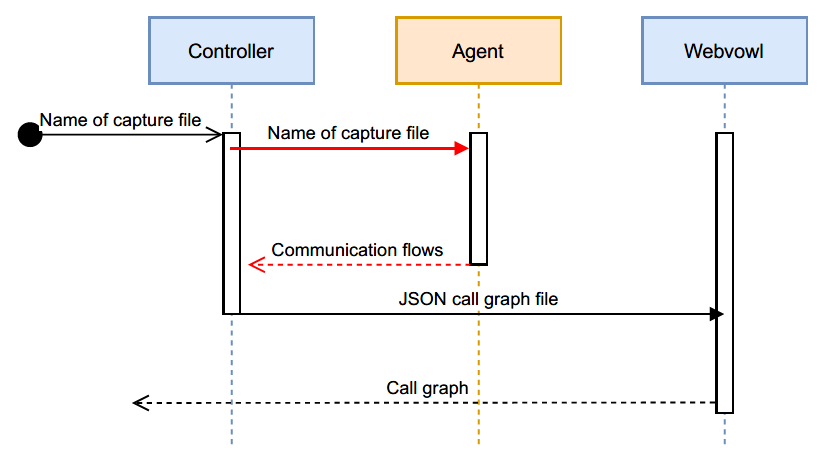 Controller
Agent
Webvowl
Name of capture file
Name of capture file
Communication flows
JSON call graph file
Call graph